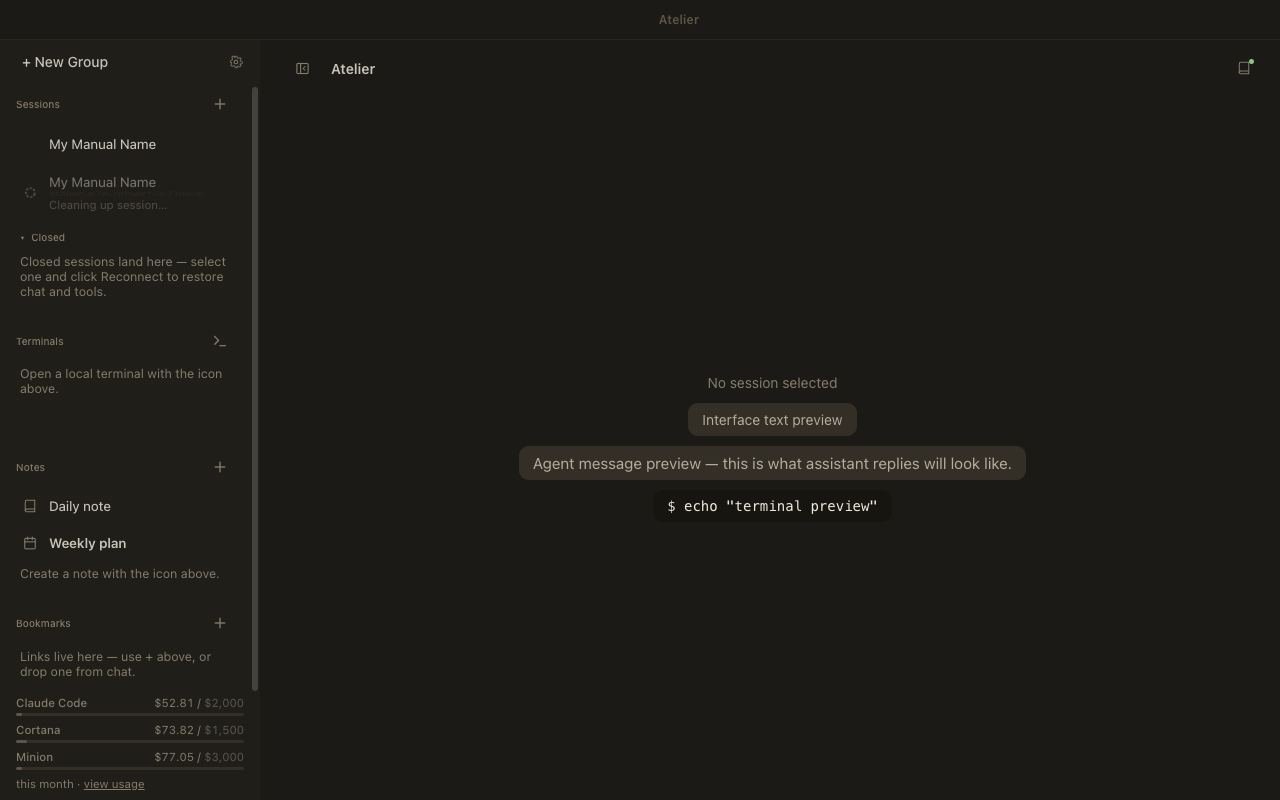 Atelier
+ New Group
Atelier
Sessions
My Manual Name
My Manual Name
Cleaning up session…
Closed
Closed sessions land here — select
one and click Reconnect to restore
chat and tools.
Terminals
Open a local terminal with the icon
above.
Notes
Daily note
Weekly plan
Create a note with the icon above.
Bookmarks
Links live here — use + above, or
drop one from chat.
Claude Code $52.81 / $2,000
Cortana $73.82 / $1,500
Minion $77.05 / $3,000
this month · view usage
No session selected
Interface text preview
Agent message preview — this is what assistant replies will look like.
$ echo "terminal preview"